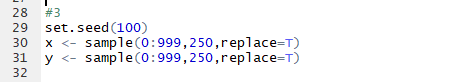 28 #3
29 set.seed(100)
30 x <- sample(0:999,250,replace=T)
31 y <- sample(0:999,250,replace=T)
32